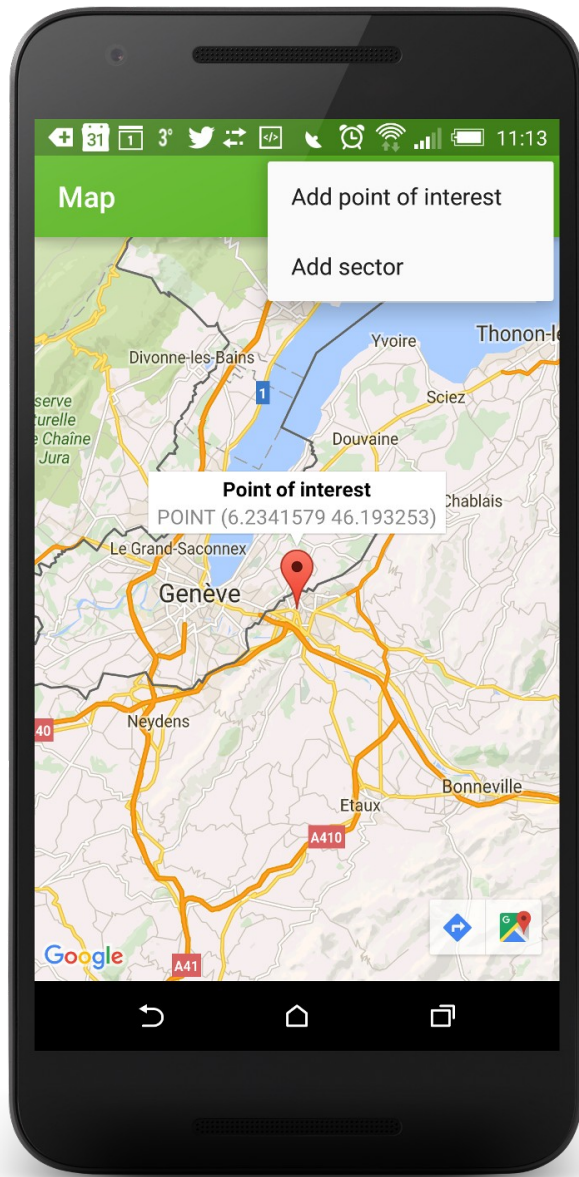 31 1 3° 11:13
Map
Add point of interest
Add sector
Divonne-les-Bains
Yvoire
Thonon-le
1
Sciez
serve
turelle
e Chaîne
Jura
Douvaine
Point of interest
POINT (6.2341579 46.193253)
Chablais
Le Grand-Saconnex
Genève
40
Neydens
Bonneville
Etaux
A410
G
Google
A41